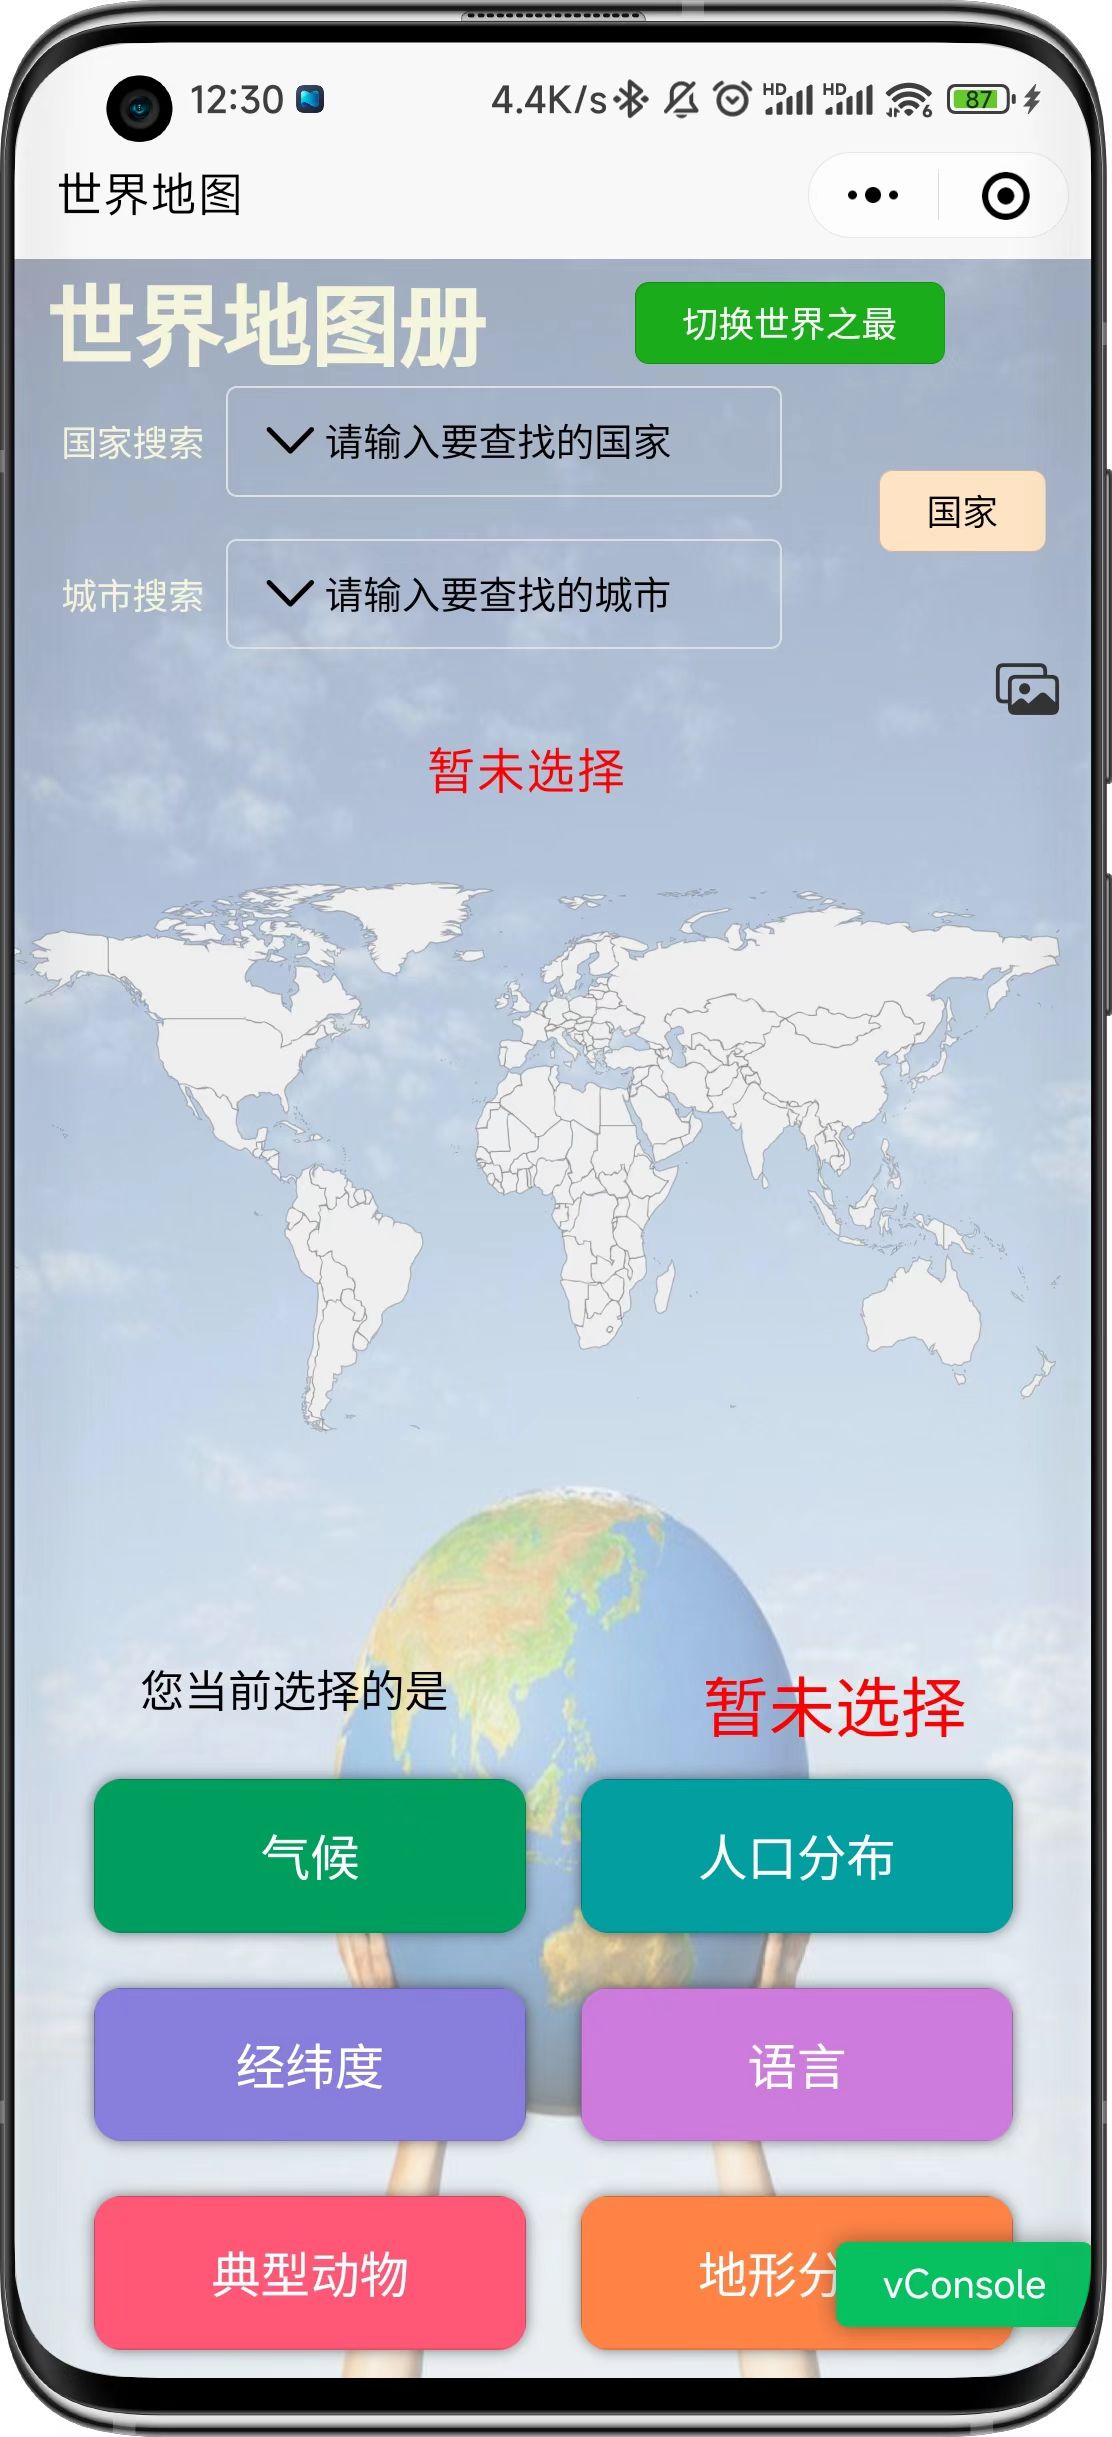 12:30 4.4K/s HD HD 6 87
世界地图
世界地图册 切换世界之最
国家搜索 请输入要查找的国家
国家
城市搜索 请输入要查找的城市
暂未选择
您当前选择的是 暂未选择
气候 人口分布
经纬度 语言
典型动物 地形分
vConsole